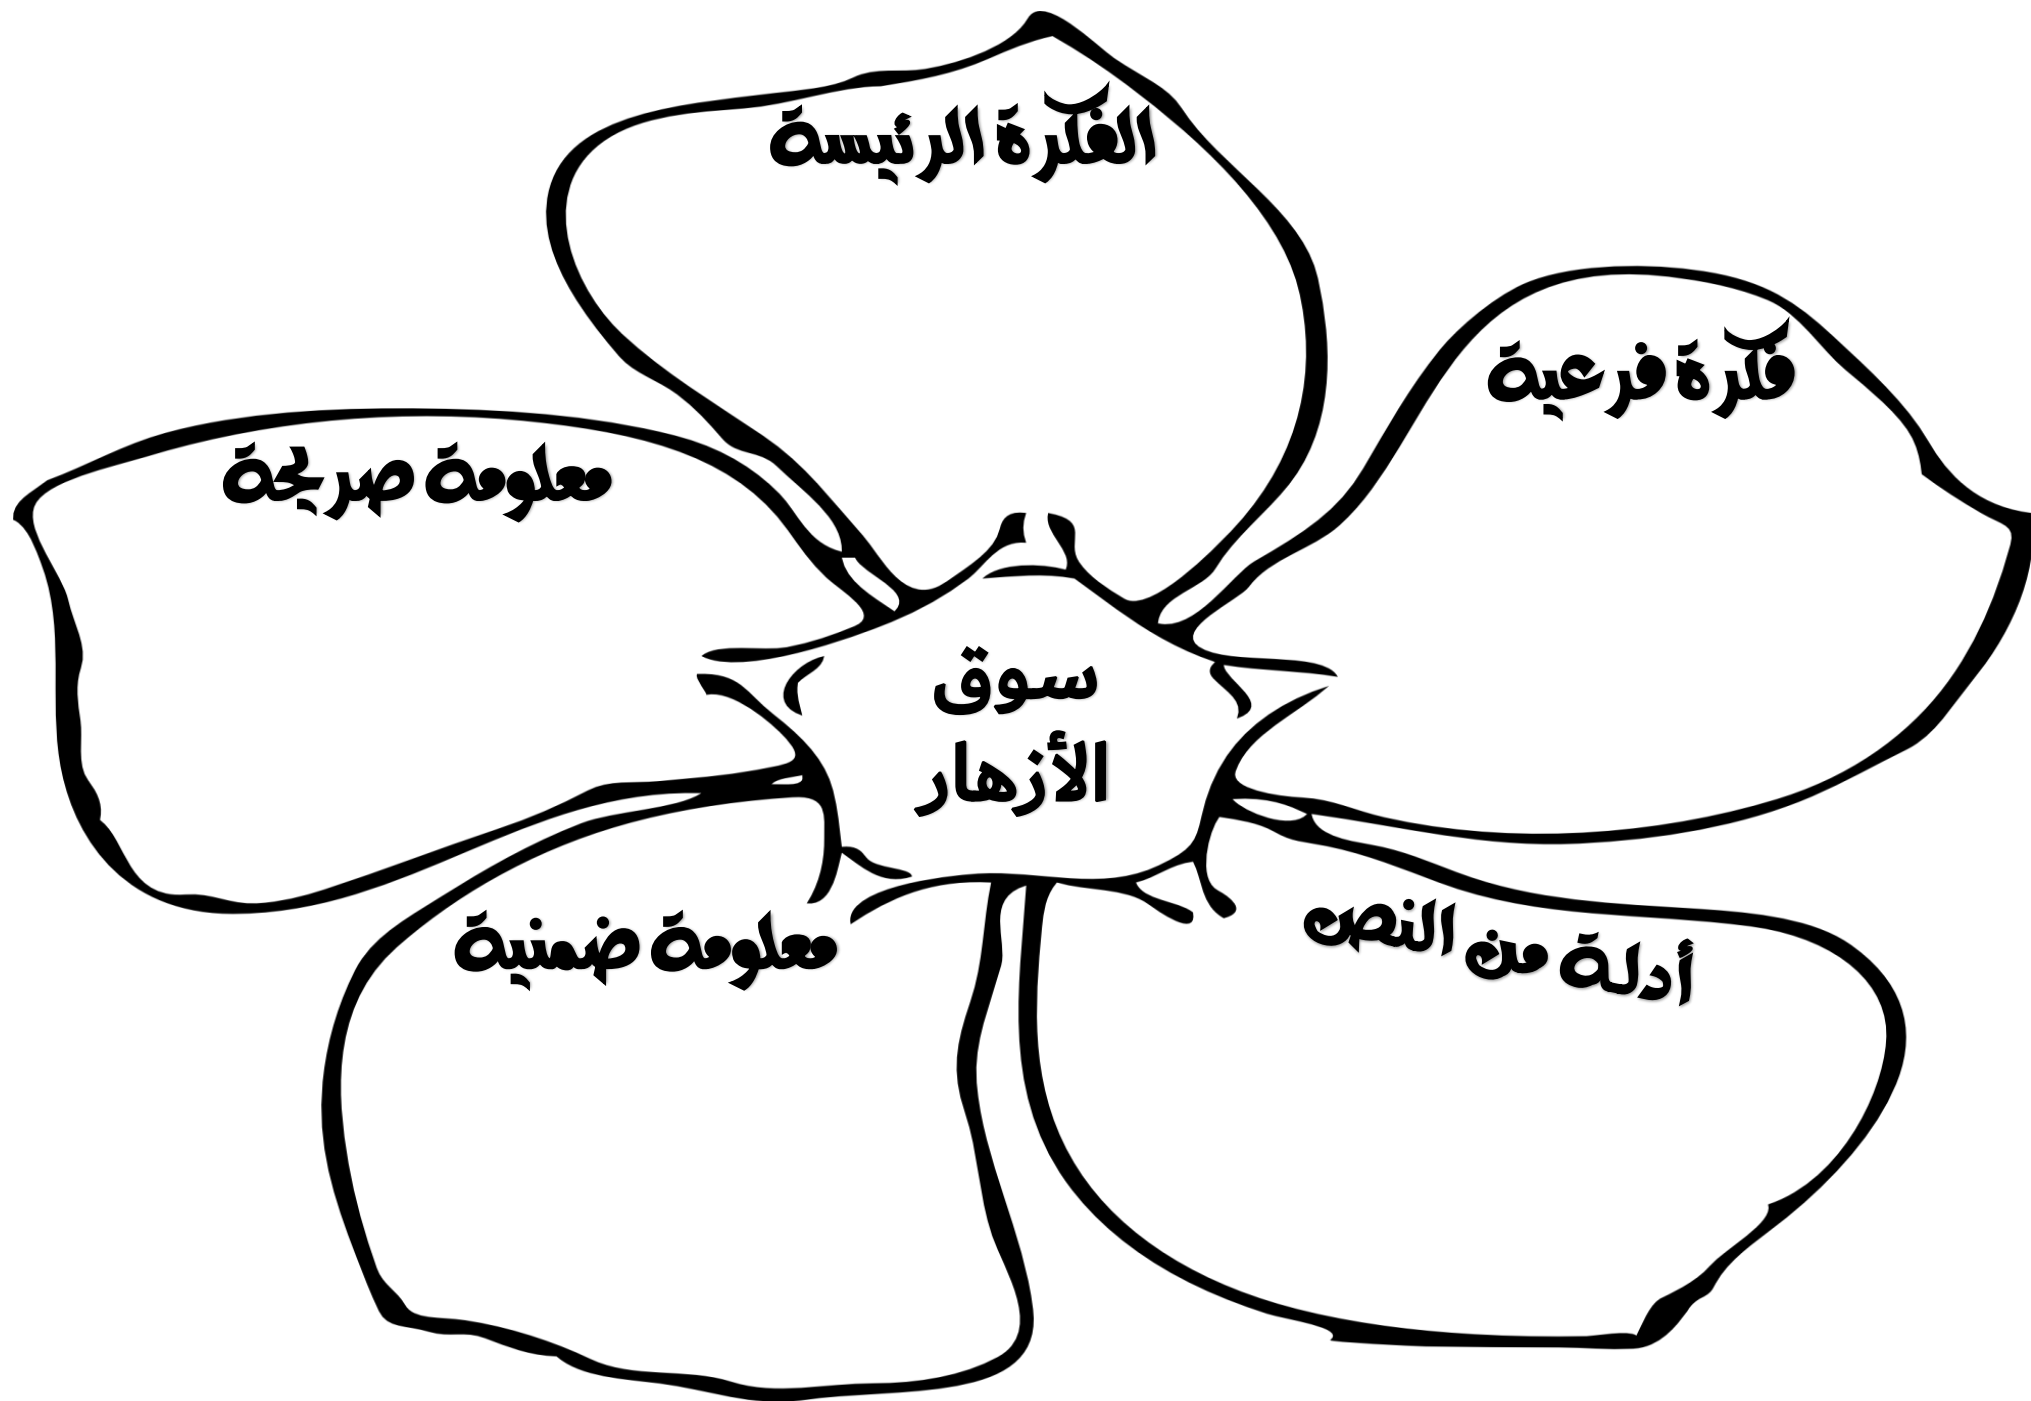 الفكرة الرئيسة
فكرة فرعية
معلومة صريحة
سوق
الأزهار
أدلة من النص
معلومة ضمنية